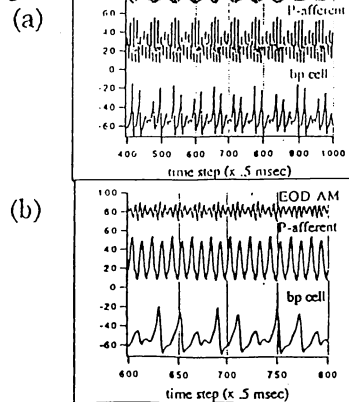 (a)
P-afferent
60
40
20
0
bp cell
-20
-40
-60
400 500 600 700 800 900 1000
time step (x .5 msec)
(b)
100
EOD AM
80
P-afferent
60
40
20
0
bp cell
-20
-40
-60
600 650 700 750 800
time step (x .5 msec)